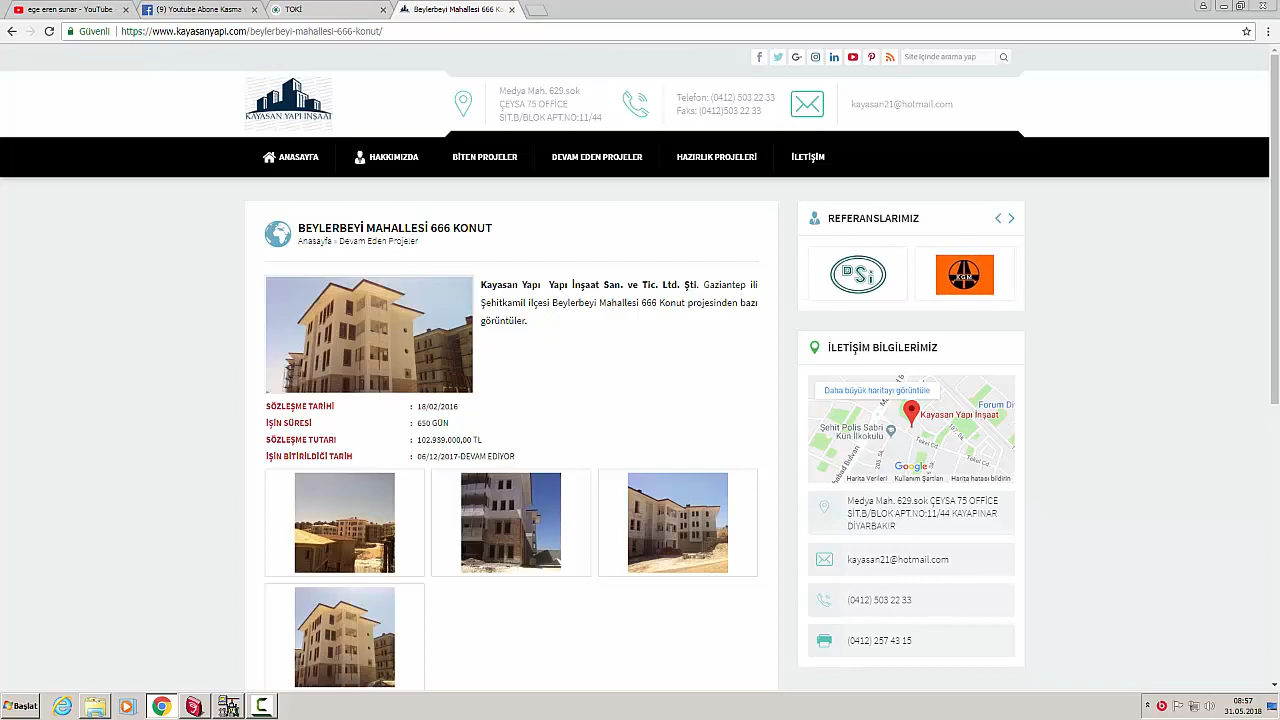 ege eren sunar - YouTube
(9) Youtube Abone Kasma
TOKİ
Beylerbeyi Mahallesi 666 K
Güvenli
https://www.kayasanyapi.com/beylerbeyi-mahallesi-666-konut/
Site içinde arama yap
KAYASAN YAPI İNŞAAT
Medya Mah. 629.sok
ÇEYSA 75 OFFİCE
SİT.B/BLOK APT.NO:11/44
Telefon: (0412) 503 22 33
Faks: (0412)503 22 33
kayasan21@hotmail.com
ANASAYFA
HAKKIMIZDA
BİTEN PROJELER
DEVAM EDEN PROJELER
HAZIRLIK PROJELERİ
İLETİŞİM
BEYLERBEYİ MAHALLESİ 666 KONUT
Anasayfa » Devam Eden Projeler
Kayasan Yapı Yapı İnşaat San. ve Tic. Ltd. Şti. Gaziantep ili
Şehitkamil ilçesi Beylerbeyi Mahallesi 666 Konut projesinden bazı
görüntüler.
SÖZLEŞME TARİHİ : 18/02/2016
İŞİN SÜRESİ : 650 GÜN
SÖZLEŞME TUTARI : 102.939.000,00 TL
İŞİN BİTİRİLDİĞİ TARİH : 06/12/2017-DEVAM EDİYOR
REFERANSLARIMIZ
DSİ
KGM
İLETİŞİM BİLGİLERİMİZ
Daha büyük haritayı görüntüle
Forum Di
Kayasan Yapı İnşaat
Şehit Polis Sabri
Kün İlkokulu
Tekel Cd.
Tekel Cd.
Google
Harita Verileri
Kullanım Şartları
Harita hatası bildirin
Medya Mah. 629.sok ÇEYSA 75 OFFİCE
SİT.B/BLOK APT.NO:11/44 KAYAPINAR
DİYARBAKIR
kayasan21@hotmail.com
(0412) 503 22 33
(0412) 257 43 15
Başlat
08:57
31.05.2018